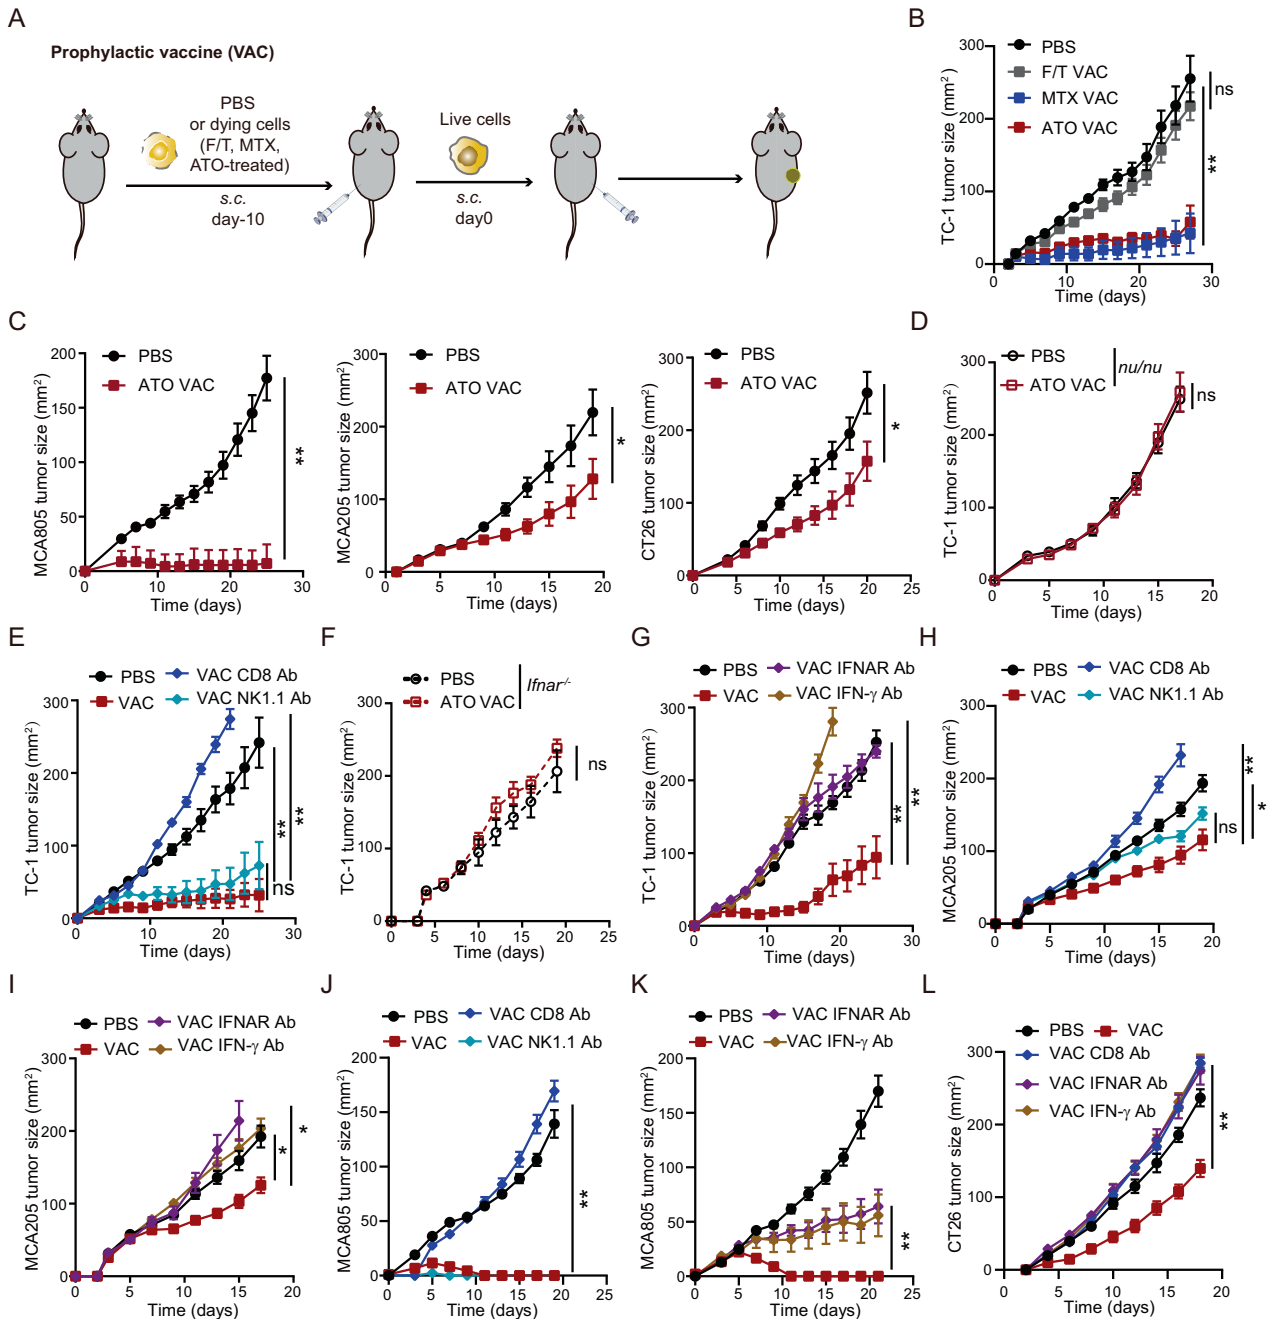 A
Prophylactic vaccine (VAC)
PBS
or dying cells
(F/T, MTX,
ATO-treated)
s.c.
day-10
Live cells
s.c.
day0
B
TC-1 tumor size (mm²)
300
200
100
0
0 10 20 30
Time (days)
PBS
F/T VAC
MTX VAC
ATO VAC
ns
**
C
MCA805 tumor size (mm²)
200
150
100
50
0
0 10 20 30
Time (days)
PBS
ATO VAC
**
MCA205 tumor size (mm²)
300
200
100
0
0 5 10 15 20
Time (days)
PBS
ATO VAC
*
CT26 tumor size (mm²)
300
200
100
0
0 5 10 15 20 25
Time (days)
PBS
ATO VAC
*
D
TC-1 tumor size (mm²)
300
200
100
0
0 5 10 15 20
Time (days)
PBS
ATO VAC
nu/nu
ns
E
PBS
VAC
VAC CD8 Ab
VAC NK1.1 Ab
TC-1 tumor size (mm²)
300
200
100
0
0 10 20 30
Time (days)
**
**
ns
F
PBS
ATO VAC
Ifnar-/-
TC-1 tumor size (mm²)
300
200
100
0
0 5 10 15 20 25
Time (days)
ns
G
PBS
VAC
VAC IFNAR Ab
VAC IFN-γ Ab
TC-1 tumor size (mm²)
300
200
100
0
0 10 20 30
Time (days)
**
**
H
PBS
VAC
VAC CD8 Ab
VAC NK1.1 Ab
MCA205 tumor size (mm²)
300
200
100
0
0 5 10 15 20
Time (days)
ns
**
*
I
PBS
VAC
VAC IFNAR Ab
VAC IFN-γ Ab
MCA205 tumor size (mm²)
300
200
100
0
0 5 10 15 20
Time (days)
*
*
J
PBS
VAC
VAC CD8 Ab
VAC NK1.1 Ab
MCA805 tumor size (mm²)
200
150
100
50
0
0 5 10 15 20 25
Time (days)
**
K
PBS
VAC
VAC IFNAR Ab
VAC IFN-γ Ab
MCA805 tumor size (mm²)
200
150
100
50
0
0 5 10 15 20 25
Time (days)
**
L
PBS
VAC
VAC CD8 Ab
VAC IFNAR Ab
VAC IFN-γ Ab
CT26 tumor size (mm²)
300
200
100
0
0 5 10 15 20
Time (days)
**